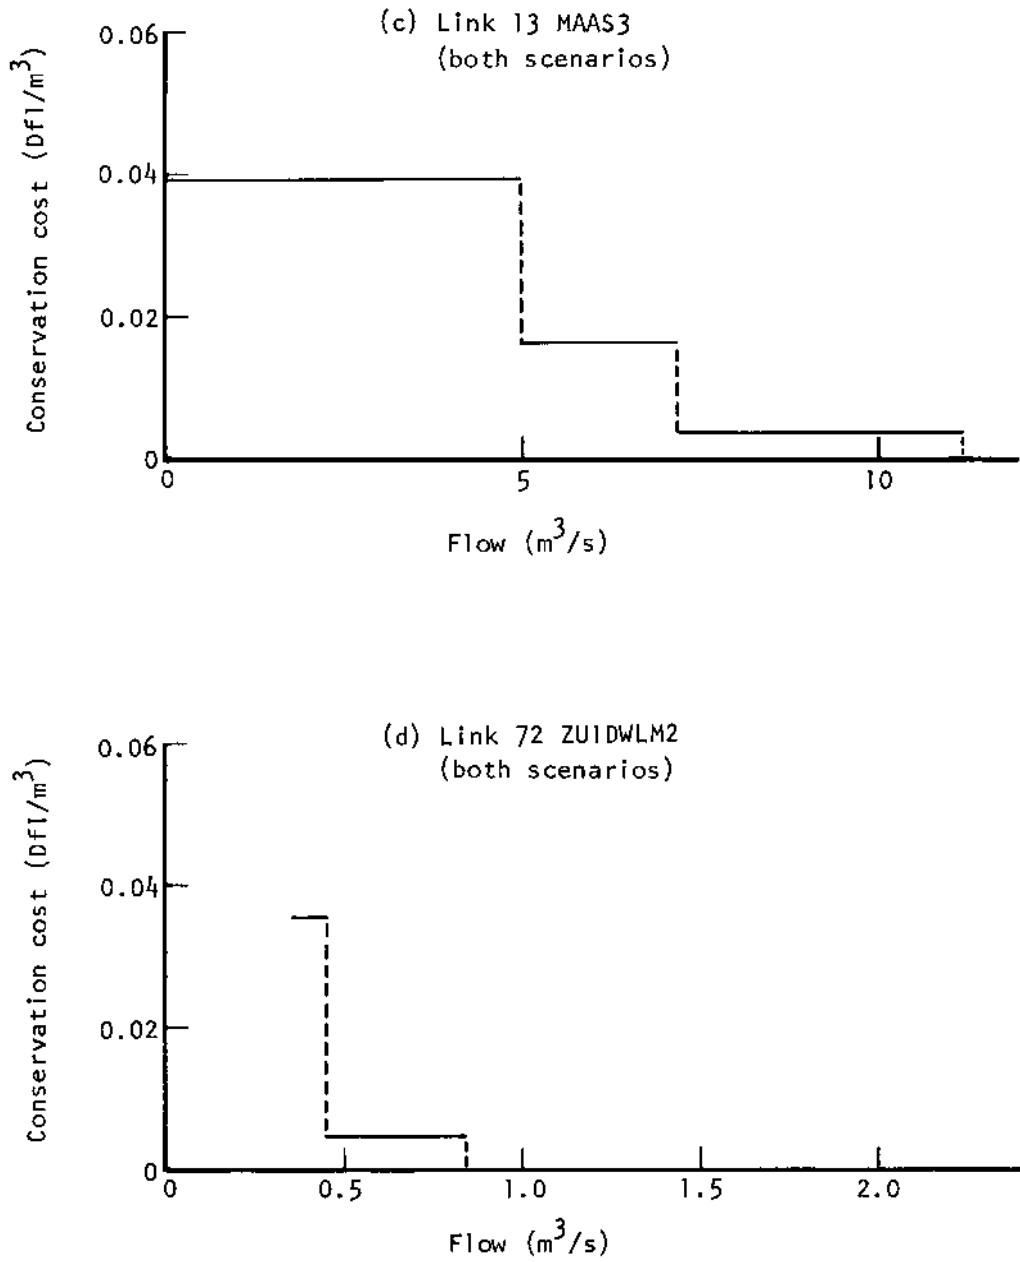 (c) Link 13 MAAS3
(both scenarios)
Conservation cost (Dfl/m³)
0.06
0.04
0.02
0
0 5 10
Flow (m³/s)
(d) Link 72 ZUIDWLM2
(both scenarios)
Conservation cost (Dfl/m³)
0.06
0.04
0.02
0
0 0.5 1.0 1.5 2.0
Flow (m³/s)